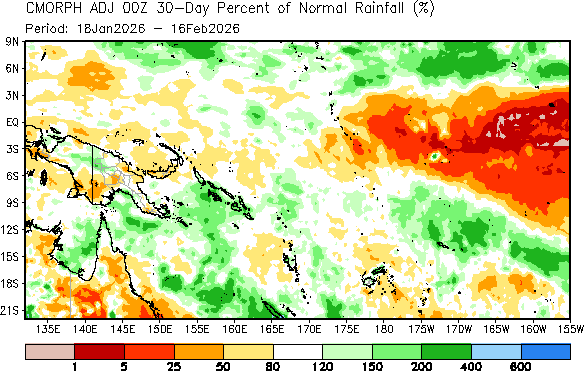 CMORPH ADJ 00Z 30-Day Percent of Normal Rainfall (%)
Period: 18Jan2026 - 16Feb2026
9N
6N
3N
EQ
3S
6S
9S
12S
15S
18S
21S
135E 140E 145E 150E 155E 160E 165E 170E 175E 180 175W 170W 165W 160W 155W
1 5 25 50 80 120 150 200 400 600